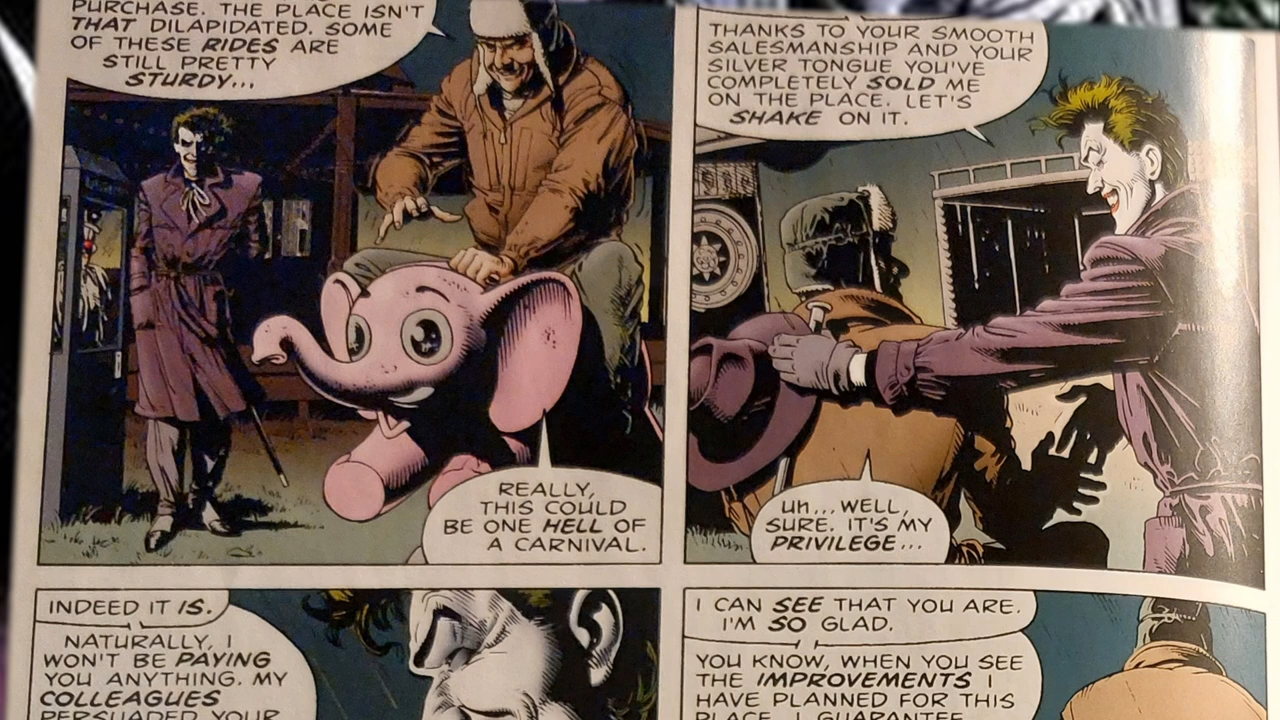 PURCHASE. THE PLACE ISN'T
THAT DILAPIDATED. SOME
OF THESE RIDES ARE
STILL PRETTY
STURDY...
REALLY,
THIS COULD
BE ONE HELL OF
A CARNIVAL.
THANKS TO YOUR SMOOTH
SALESMANSHIP AND YOUR
SILVER TONGUE YOU'VE
COMPLETELY SOLD ME
ON THE PLACE. LET'S
SHAKE ON IT.
Uh...WELL,
SURE. IT'S MY
PRIVILEGE...
INDEED IT IS.
NATURALLY, I
WON'T BE PAYING
YOU ANYTHING. MY
COLLEAGUES
PERSUADED YOUR
I CAN SEE THAT YOU ARE.
I'M SO GLAD.
YOU KNOW, WHEN YOU SEE
THE IMPROVEMENTS I
HAVE PLANNED FOR THIS
PLACE, I GUARANTEE